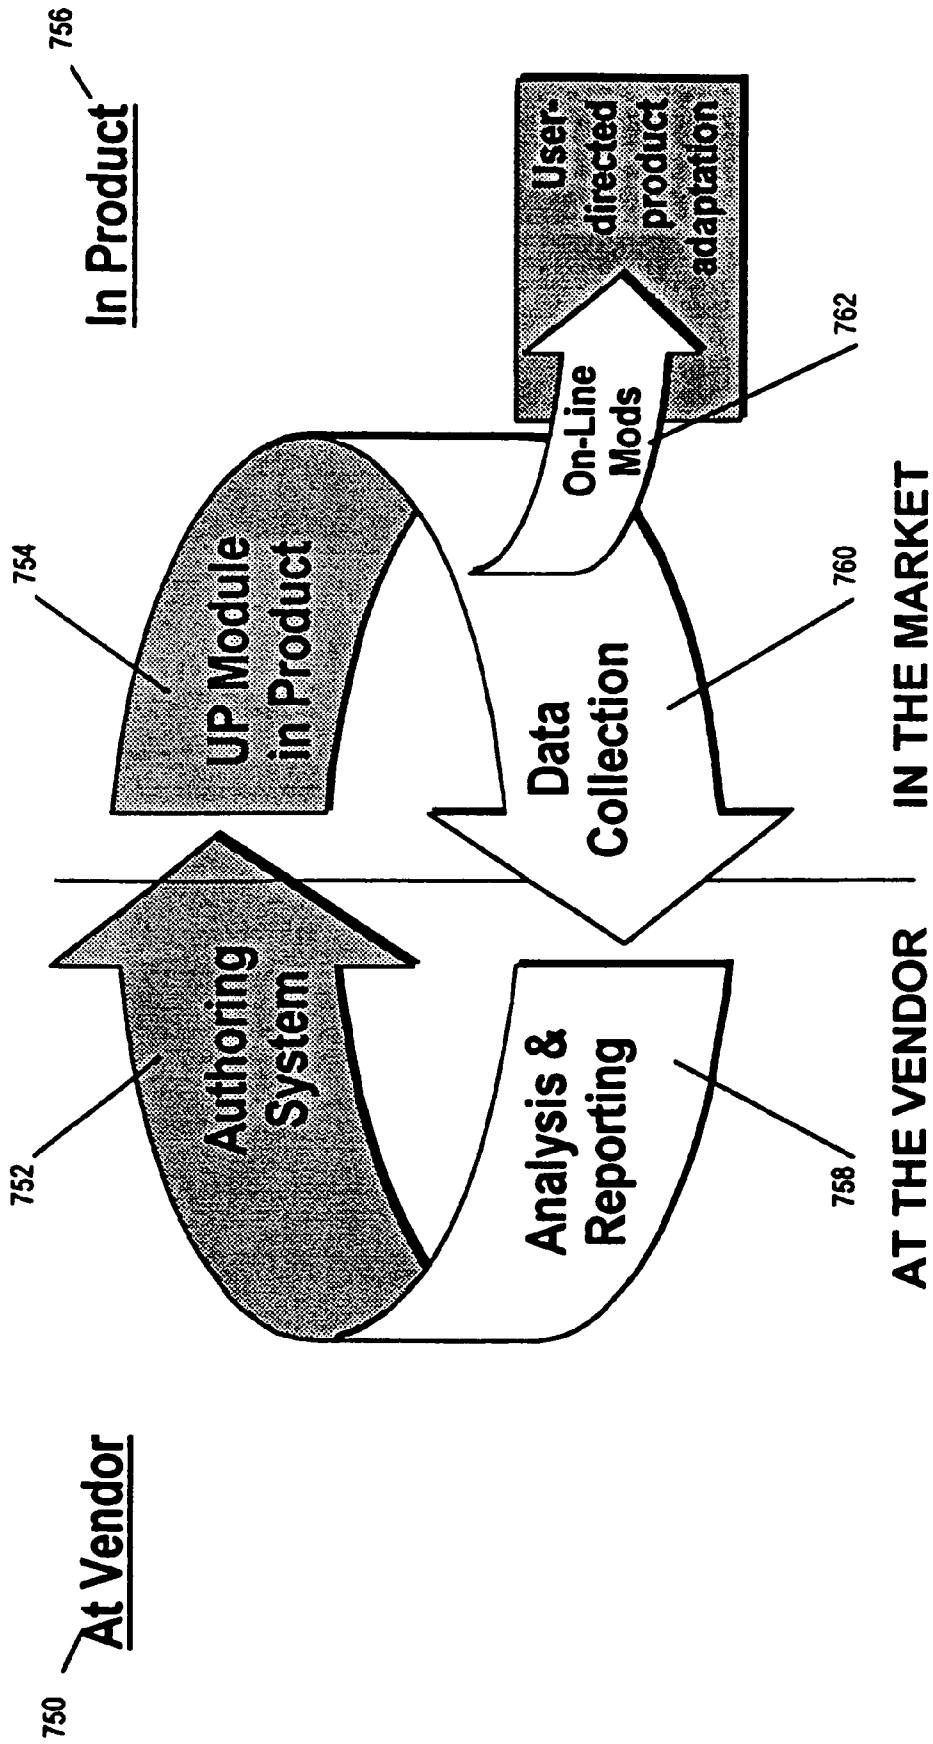 750
At Vendor
In Product
756
752
754
Authoring
System
UP Module
in Product
Analysis &
Reporting
Data
Collection
On-Line
Mods
User-
directed
product
adaptation
758
760
762
AT THE VENDOR
IN THE MARKET